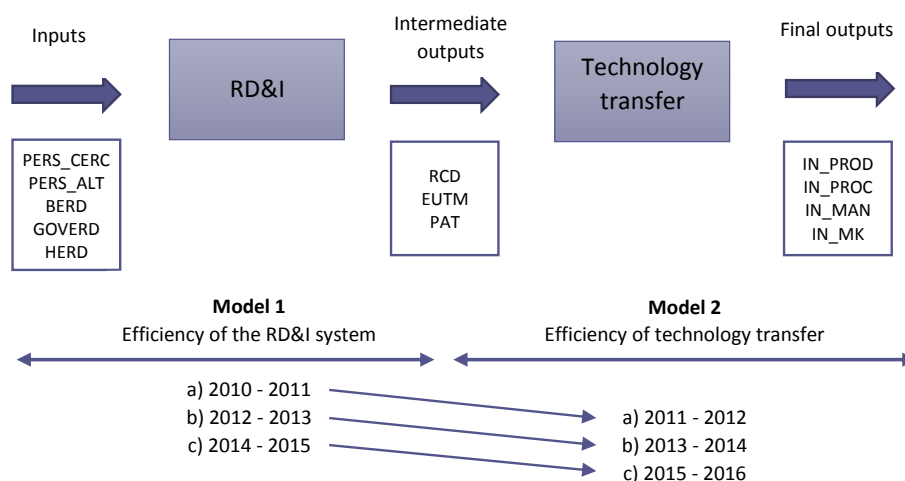 Inputs
Intermediate
outputs
Final outputs
RD&I
Technology
transfer
PERS_CERC
PERS_ALT
BERD
GOVERD
HERD
RCD
EUTM
PAT
IN_PROD
IN_PROC
IN_MAN
IN_MK
Model 1
Efficiency of the RD&I system
Model 2
Efficiency of technology transfer
a) 2010 - 2011
b) 2012 - 2013
c) 2014 - 2015
a) 2011 - 2012
b) 2013 - 2014
c) 2015 - 2016